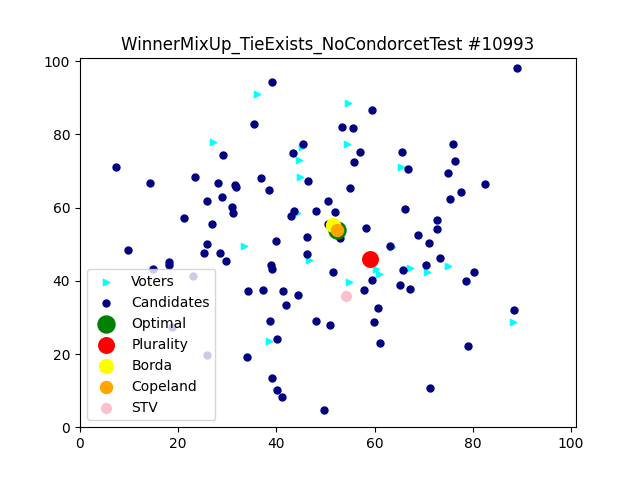 WinnerMixUp_TieExists_NoCondorcetTest #10993
100
80
60
40
20
0
Voters
Candidates
Optimal
Plurality
Borda
Copeland
STV
0 20 40 60 80 100